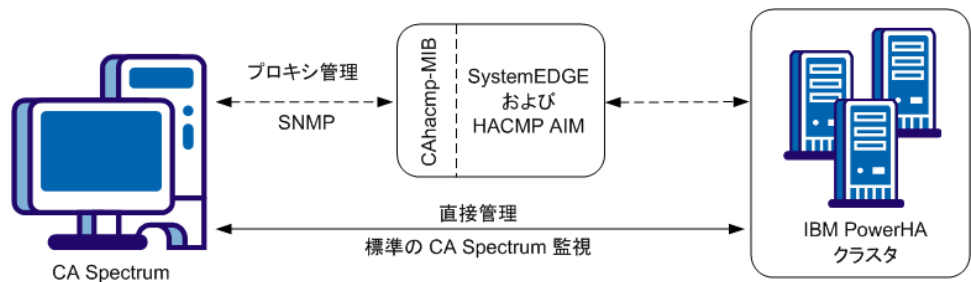 プロキシ管理
SNMP
CAhacmp-MIB
SystemEDGE
および
HACMP AIM
直接管理
標準の CA Spectrum 監視
CA Spectrum
IBM PowerHA
クラスタ